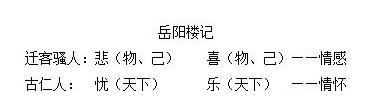 岳阳楼记
迁客骚人：悲（物、己） 喜（物、己）——情感
古仁人： 忧（天下） 乐（天下）——情怀